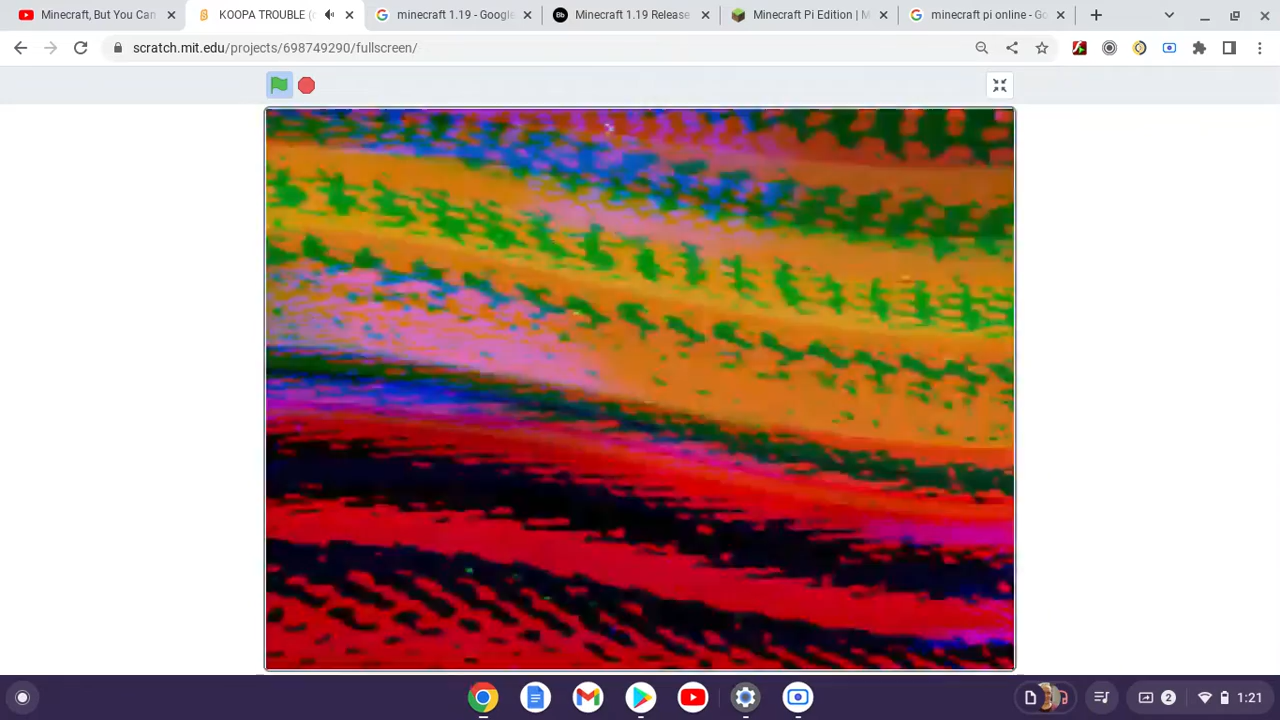 Minecraft, But You Can
KOOPA TROUBLE (c
minecraft 1.19 - Google
Minecraft 1.19 Release
Minecraft Pi Edition | M
minecraft pi online - Go
scratch.mit.edu/projects/698749290/fullscreen/
2
1:21